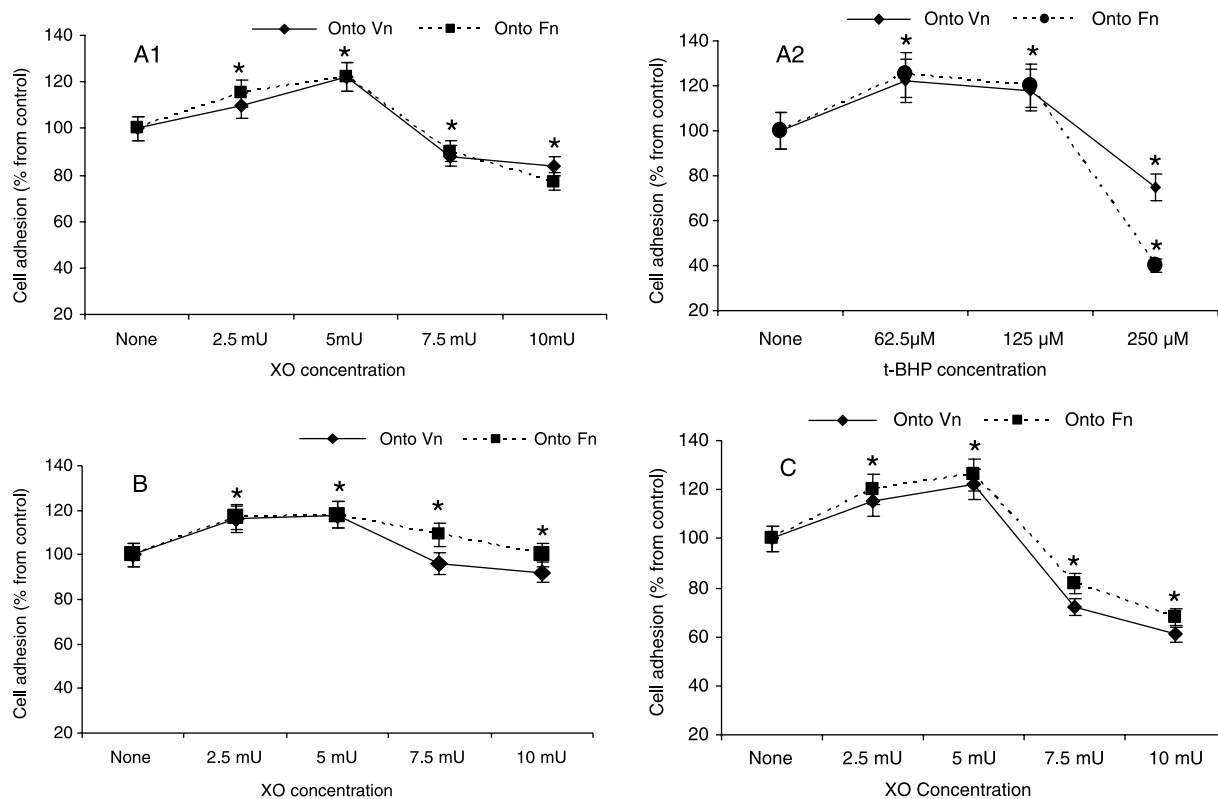 Onto Vn Onto Fn
A1
Cell adhesion (% from control)
140
120
100
80
60
40
20
* * * *
None 2.5 mU 5mU 7.5 mU 10mU
XO concentration
Onto Vn Onto Fn
A2
Cell adhesion (% from control)
140
120
100
80
60
40
20
* * *
*
None 62.5µM 125 µM 250 µM
t-BHP concentration
Onto Vn Onto Fn
B
Cell adhesion (% from control)
140
120
100
80
60
40
20
* * * *
None 2.5 mU 5 mU 7.5 mU 10 mU
XO concentration
Onto Vn Onto Fn
C
Cell adhesion (% from control)
140
120
100
80
60
40
20
* * * *
None 2.5 mU 5 mU 7.5 mU 10 mU
XO Concentration